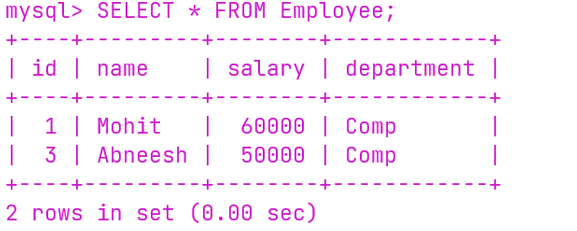 mysql> SELECT * FROM Employee;
+----+---------+--------+------------+
| id | name    | salary | department |
+----+---------+--------+------------+
|  1 | Mohit   |  60000 | Comp       |
|  3 | Abneesh |  50000 | Comp       |
+----+---------+--------+------------+
2 rows in set (0.00 sec)